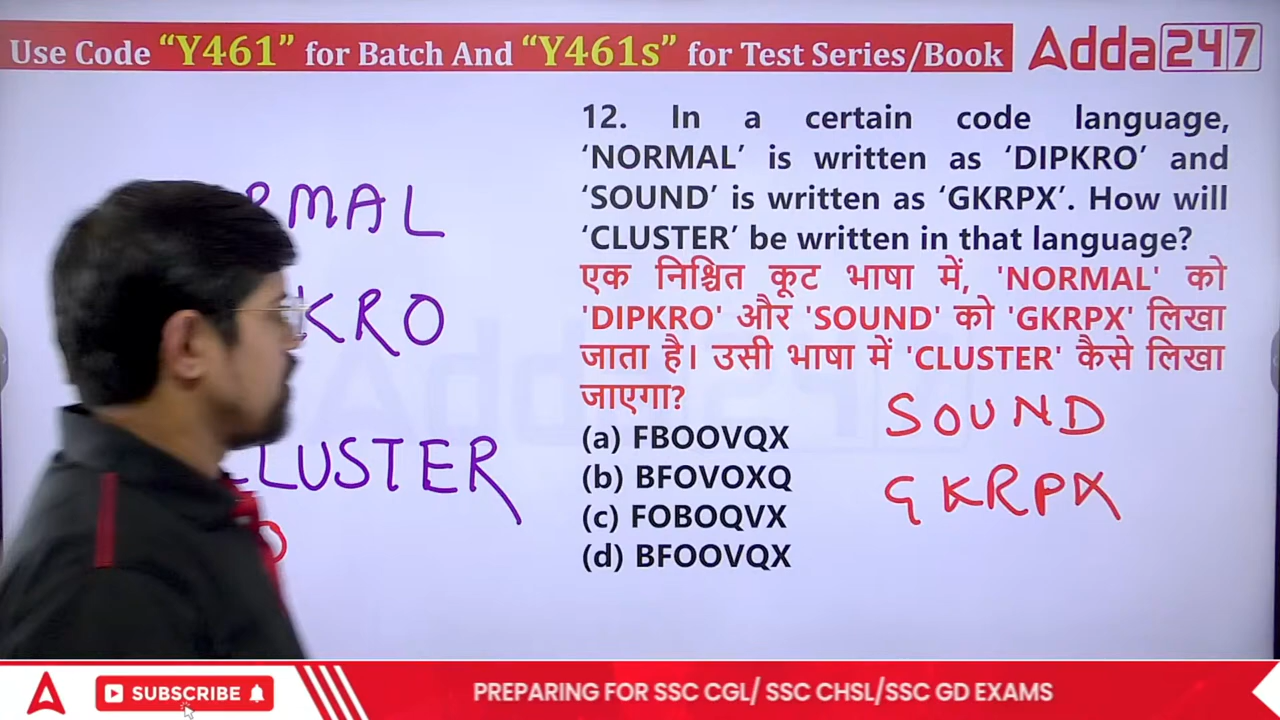 Use Code “Y461” for Batch And “Y461s” for Test Series/Book
Adda247
12. In a certain code language,
‘NORMAL’ is written as ‘DIPKRO’ and
‘SOUND’ is written as ‘GKRPX’. How will
‘CLUSTER’ be written in that language?
एक निश्चित कूट भाषा में, 'NORMAL' को
'DIPKRO' और 'SOUND' को 'GKRPX' लिखा
जाता है। उसी भाषा में 'CLUSTER' कैसे लिखा
जाएगा?
(a) FBOOVQX
(b) BFOVOXQ
(c) FOBOQVX
(d) BFOOVQX
SOUND
GKRPX
RMAL
KRO
CLUSTER
SUBSCRIBE
PREPARING FOR SSC CGL/ SSC CHSL/SSC GD EXAMS